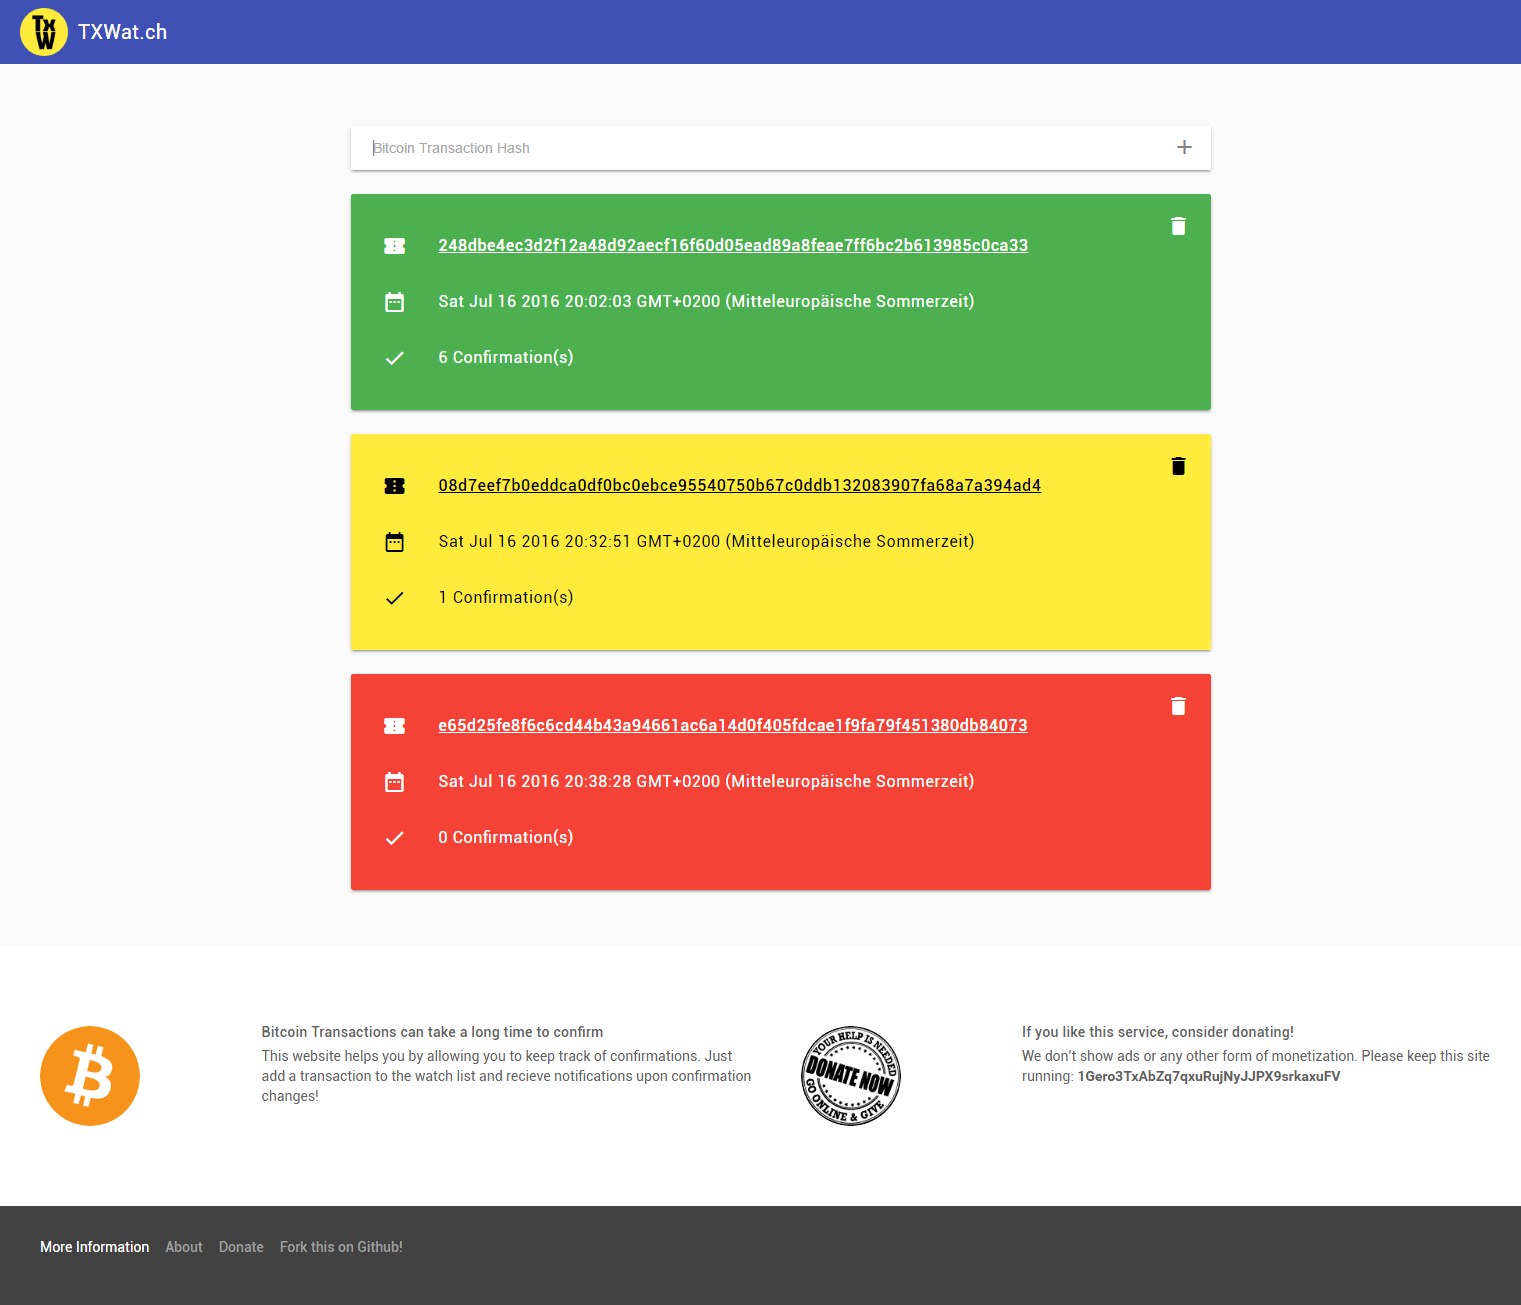 TxW
TXWat.ch
Bitcoin Transaction Hash
248dbe4ec3d2f12a48d92aecf16f60d05ead89a8feae7ff6bc2b613985c0ca33
Sat Jul 16 2016 20:02:03 GMT+0200 (Mitteleuropäische Sommerzeit)
6 Confirmation(s)
08d7eef7b0eddca0df0bc0ebce95540750b67c0ddb132083907fa68a7a394ad4
Sat Jul 16 2016 20:32:51 GMT+0200 (Mitteleuropäische Sommerzeit)
1 Confirmation(s)
e65d25fe8f6c6cd44b43a94661ac6a14d0f405fdcae1f9fa79f451380db84073
Sat Jul 16 2016 20:38:28 GMT+0200 (Mitteleuropäische Sommerzeit)
0 Confirmation(s)
Bitcoin Transactions can take a long time to confirm
This website helps you by allowing you to keep track of confirmations. Just
add a transaction to the watch list and recieve notifications upon confirmation
changes!
YOUR HELP IS NEEDED
DONATE NOW
GO ONLINE & GIVE
If you like this service, consider donating!
We don't show ads or any other form of monetization. Please keep this site
running: 1Gero3TxAbZq7qxuRujNyJJPX9srkaxuFV
More Information About Donate Fork this on Github!